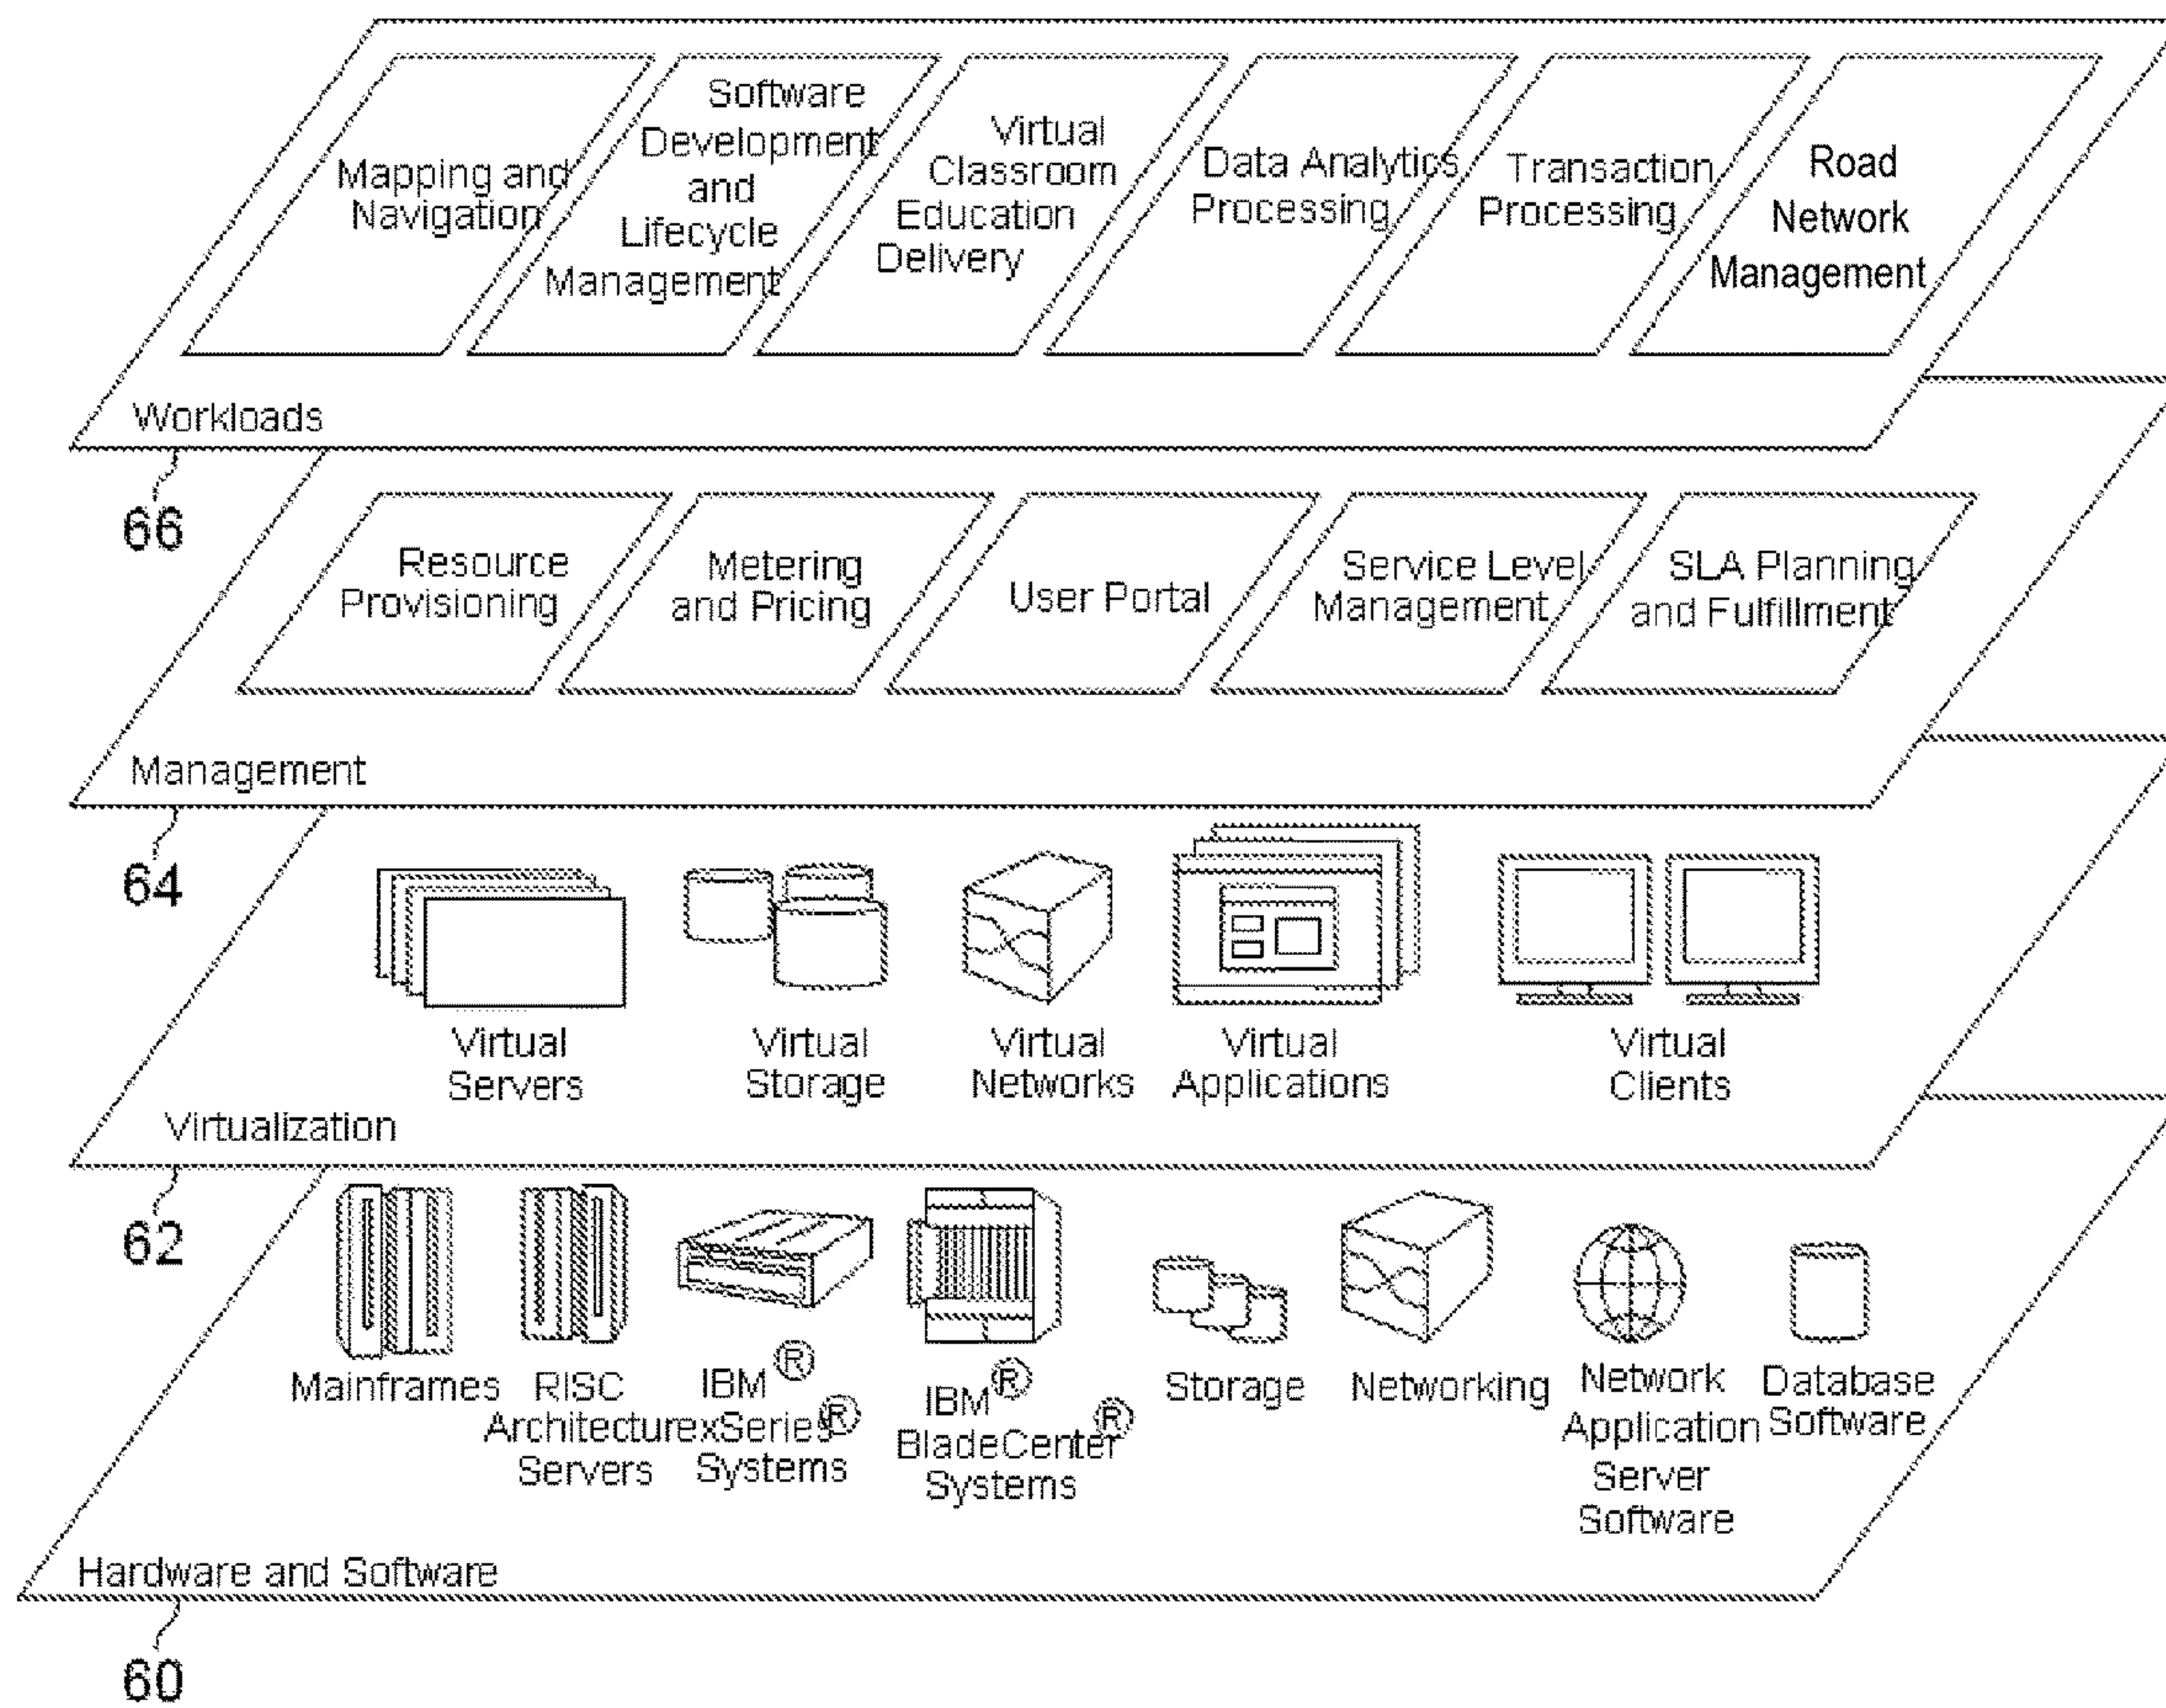 Mapping and
Navigation
Software
Development
and
Lifecycle
Management
Virtual
Classroom
Education
Delivery
Data Analytics
Processing
Transaction
Processing
Road
Network
Management
Workloads
66
Resource
Provisioning
Metering
and Pricing
User Portal
Service Level
Management
SLA Planning
and Fulfillment
Management
64
Virtual
Servers
Virtual
Storage
Virtual
Networks
Virtual
Applications
Virtual
Clients
Virtualization
62
Mainframes
RISC
Architecture
Servers
IBM ®
xSeries ®
Systems
IBM ®
BladeCenter ®
Systems
Storage
Networking
Network
Application
Server
Software
Database
Software
Hardware and Software
60